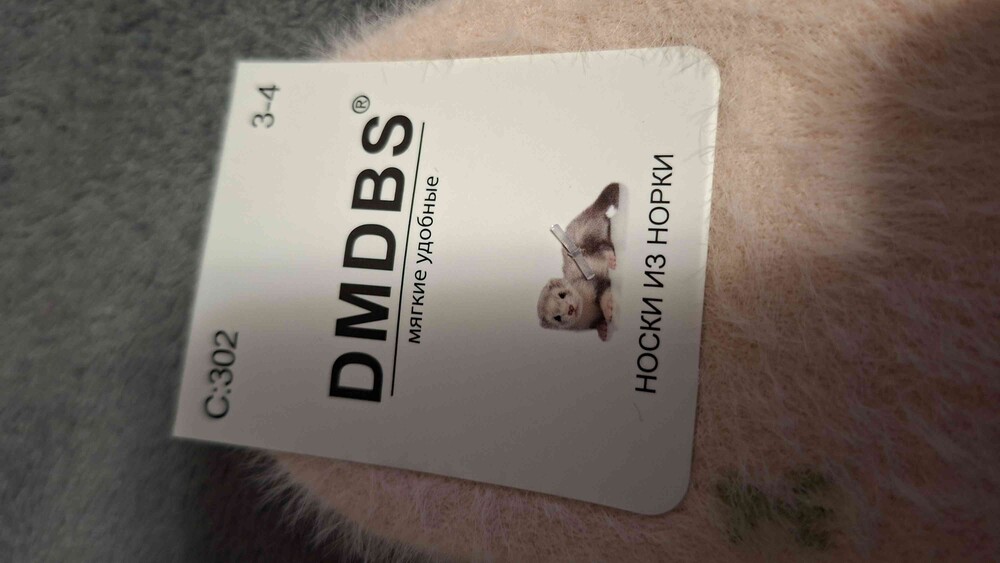 C:302 3-4
DMDBS®
мягкие удобные
НОСКИ ИЗ НОРКИ